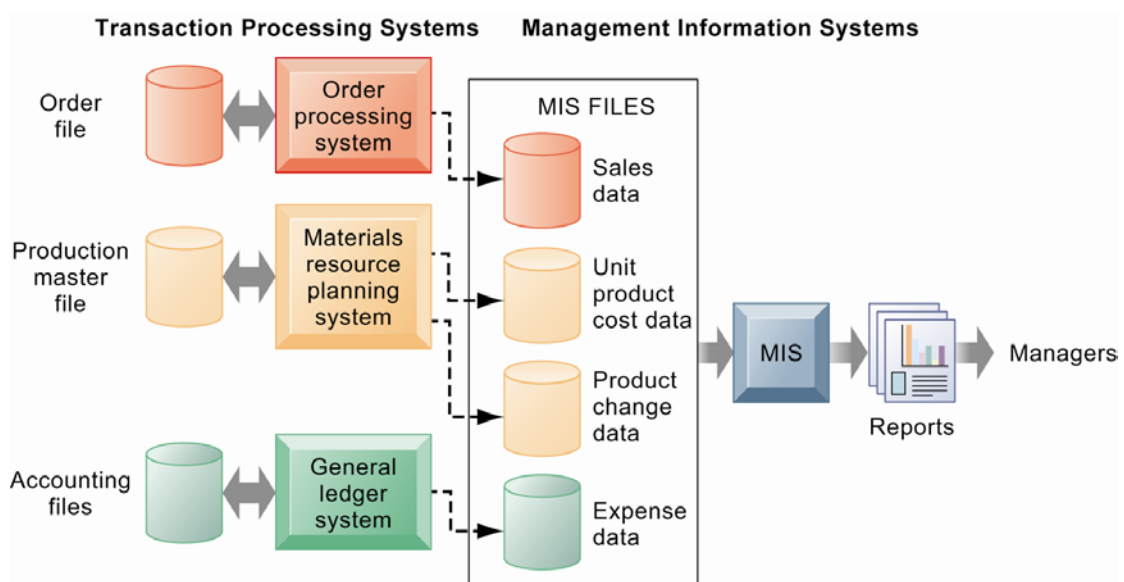 Transaction Processing Systems
Management Information Systems
Order
file
Order
processing
system
MIS FILES
Sales
data
Production
master
file
Materials
resource
planning
system
Unit
product
cost data
Product
change
data
MIS
Reports
Managers
Accounting
files
General
ledger
system
Expense
data